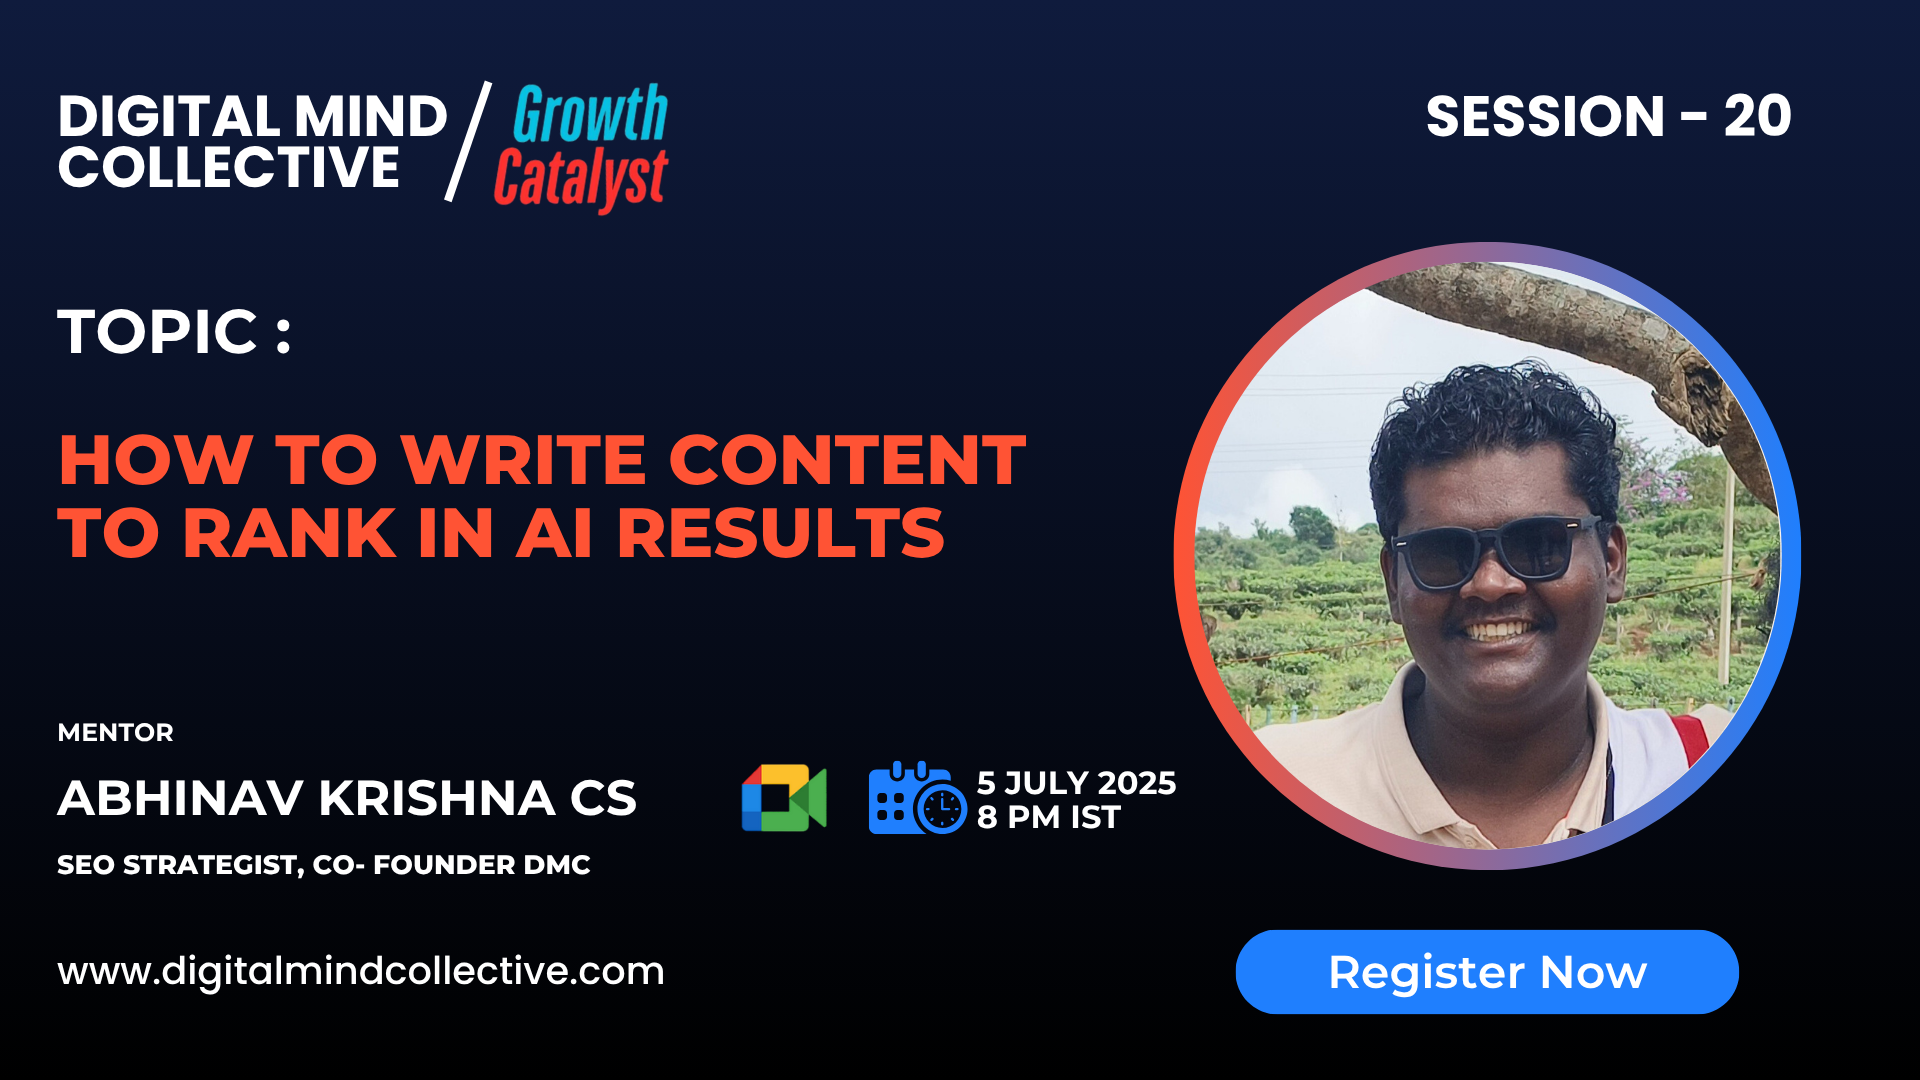 DIGITAL MIND
COLLECTIVE
Growth
Catalyst
SESSION - 20
TOPIC :
HOW TO WRITE CONTENT
TO RANK IN AI RESULTS
MENTOR
ABHINAV KRISHNA CS
SEO STRATEGIST, CO- FOUNDER DMC
5 JULY 2025
8 PM IST
www.digitalmindcollective.com
Register Now